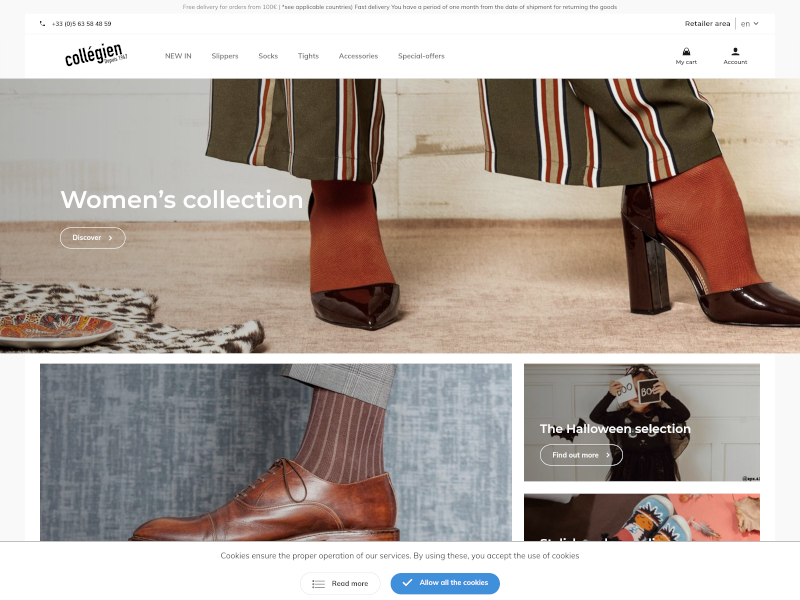 Free delivery for orders from 100€ | *see applicable countries) Fast delivery You have a period of one month from the date of shipment for returning the goods
+33 (0)5 63 58 48 59
Retailer area
en
collégien
Depuis 1947
NEW IN
Slippers
Socks
Tights
Accessories
Special-offers
My cart
Account
Women's collection
Discover
BOO
BOO
The Halloween selection
Find out more
Cookies ensure the proper operation of our services. By using these, you accept the use of cookies
Read more
Allow all the cookies